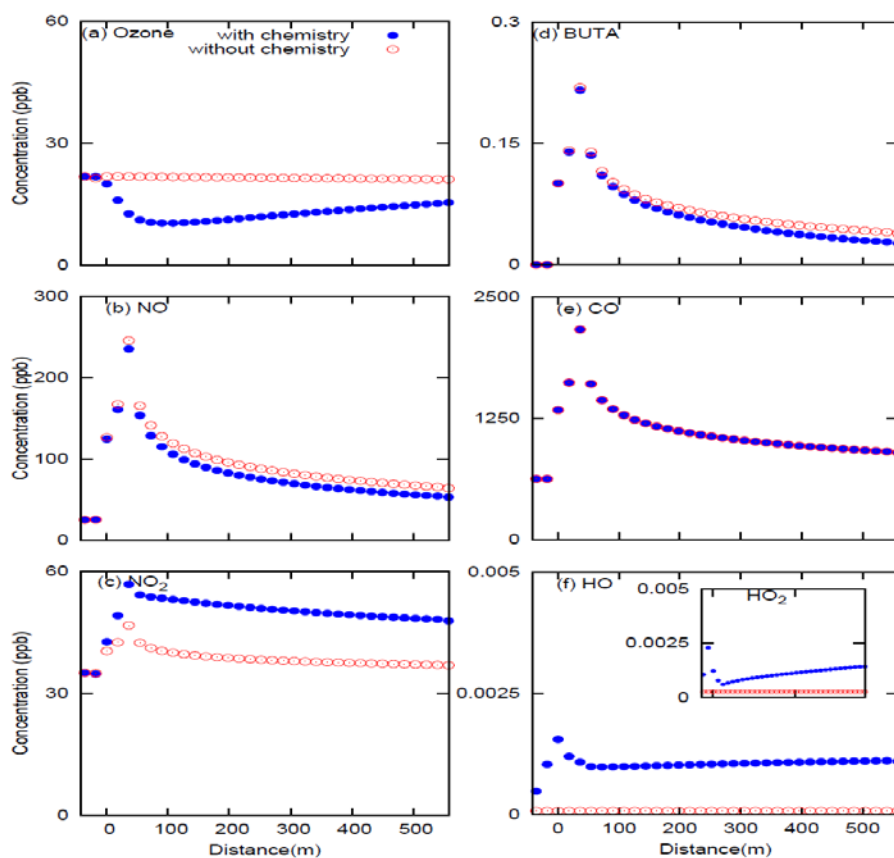 (a) Ozone
with chemistry
without chemistry
Concentration (ppb)
60
30
0
(d) BUTA
0.3
0.15
0
(b) NO
Concentration (ppb)
300
200
100
0
(e) CO
2500
1250
0
(c) NO2
Concentration (ppb)
60
30
0
0 100 200 300 400 500
Distance(m)
(f) HO
0.005
0.0025
0
HO2
0.005
0.0025
0
0 100 200 300 400 500
Distance(m)